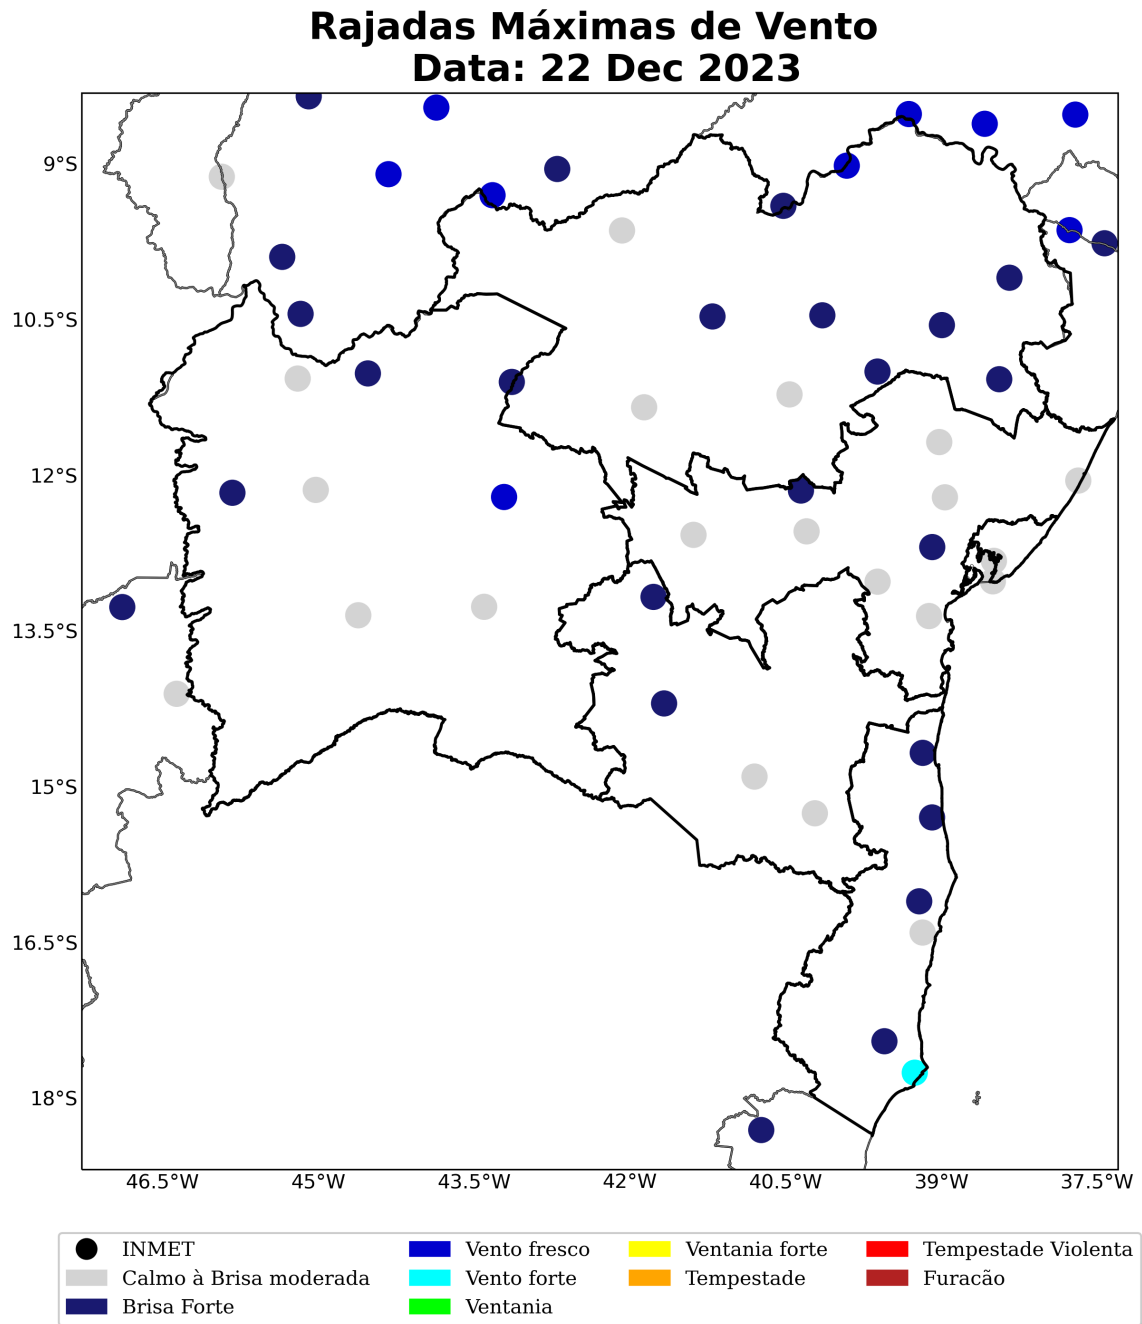 Rajadas Máximas de Vento
Data: 22 Dec 2023
9°S
10.5°S
12°S
13.5°S
15°S
16.5°S
18°S
46.5°W 45°W 43.5°W 42°W 40.5°W 39°W 37.5°W
INMET
Calmo à Brisa moderada
Brisa Forte
Vento fresco
Vento forte
Ventania
Ventania forte
Tempestade
Tempestade Violenta
Furacão